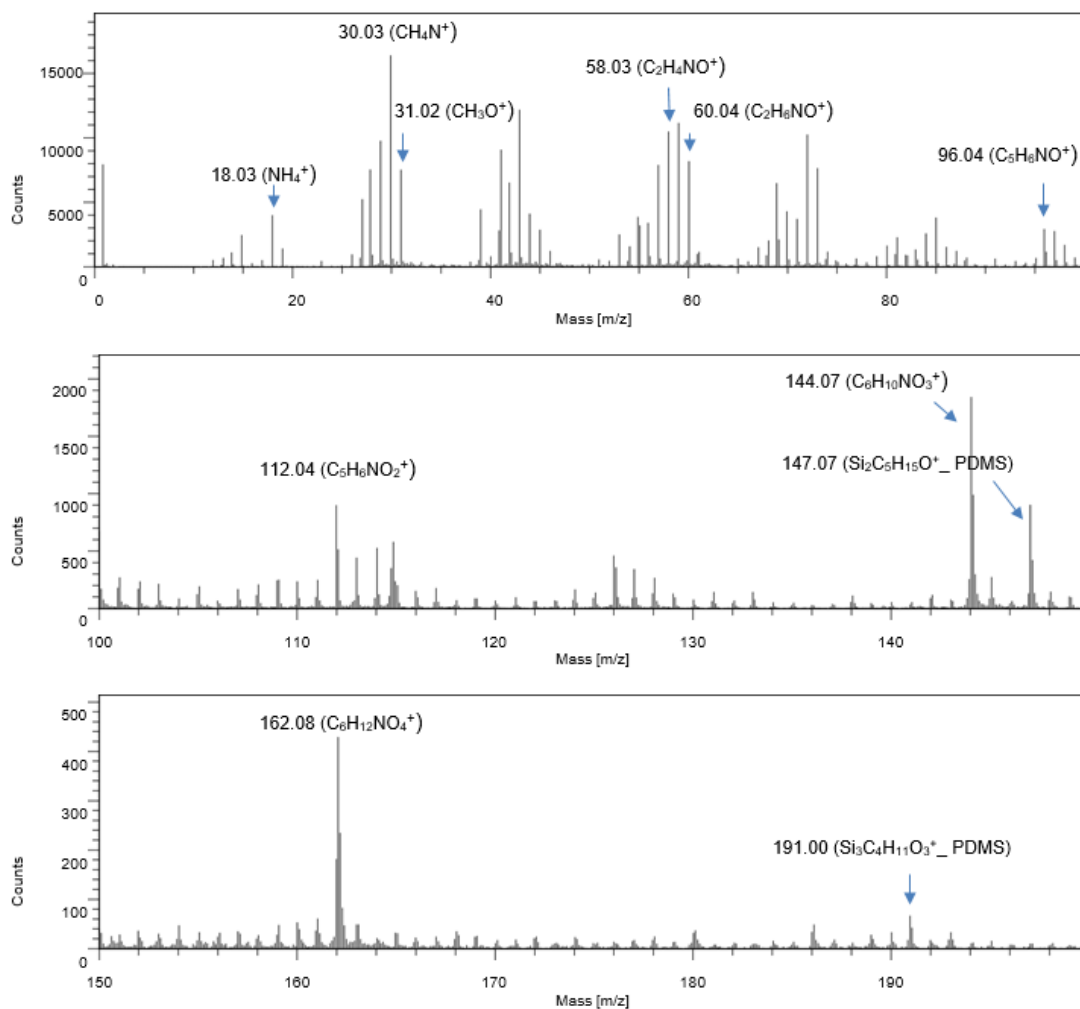 30.03 (CH₄N⁺)
58.03 (C₂H₄NO⁺)
31.02 (CH₃O⁺)
60.04 (C₂H₆NO⁺)
96.04 (C₅H₆NO⁺)
18.03 (NH₄⁺)
Counts
15000
10000
5000
0
0 20 40 60 80
Mass [m/z]
144.07 (C₆H₁₀NO₃⁺)
147.07 (Si₂C₅H₁₅O⁺_ PDMS)
112.04 (C₅H₆NO₂⁺)
Counts
2000
1500
1000
500
0
100 110 120 130 140
Mass [m/z]
162.08 (C₆H₁₂NO₄⁺)
191.00 (Si₃C₄H₁₁O₃⁺_ PDMS)
Counts
500
400
300
200
100
0
150 160 170 180 190
Mass [m/z]